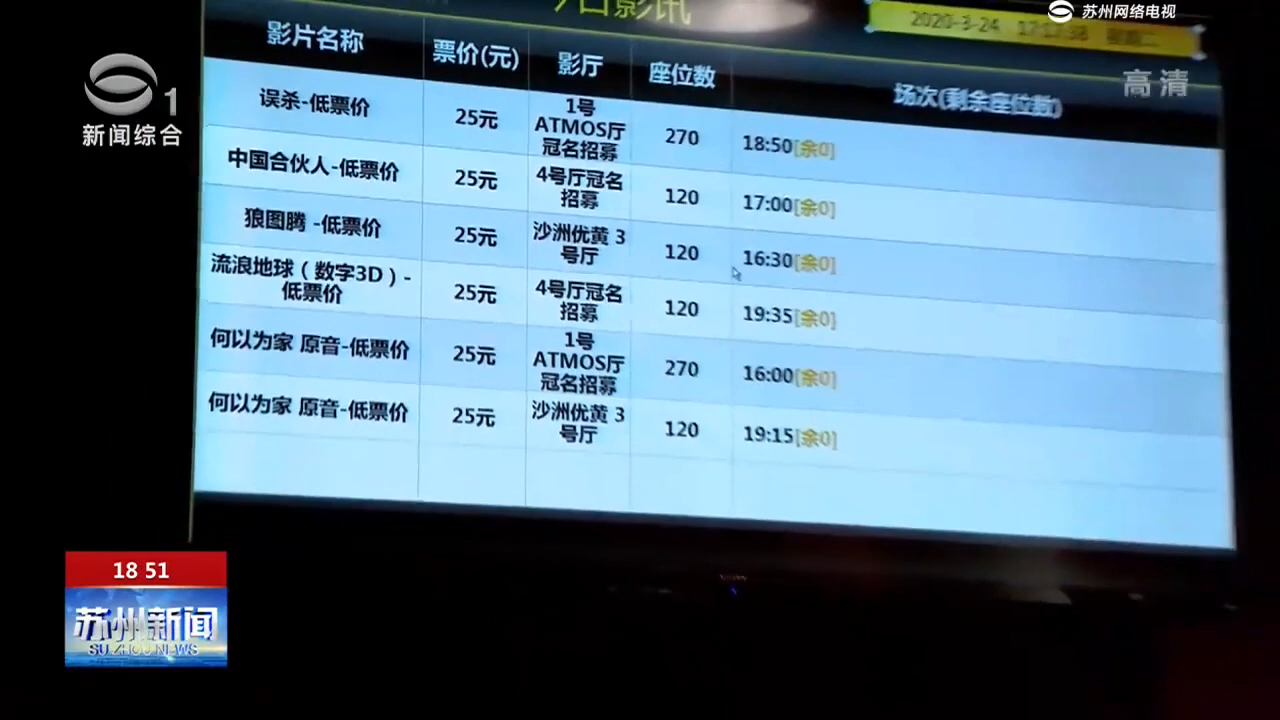 苏州网络电视
高清
1
新闻综合
7日影讯
2020-3-24 17:12:38 星期二
影片名称 票价(元) 影厅 座位数 场次(剩余座位数)
误杀-低票价 25元 1号 ATMOS厅 冠名招募 270 18:50[余0]
中国合伙人-低票价 25元 4号厅冠名 招募 120 17:00[余0]
狼图腾 -低票价 25元 沙洲优黄 3 号厅 120 16:30[余0]
流浪地球（数字3D）- 低票价 25元 4号厅冠名 招募 120 19:35[余0]
何以为家 原音-低票价 25元 1号 ATMOS厅 冠名招募 270 16:00[余0]
何以为家 原音-低票价 25元 沙洲优黄 3 号厅 120 19:15[余0]
18 51
苏州新闻
SU ZHOU NEWS